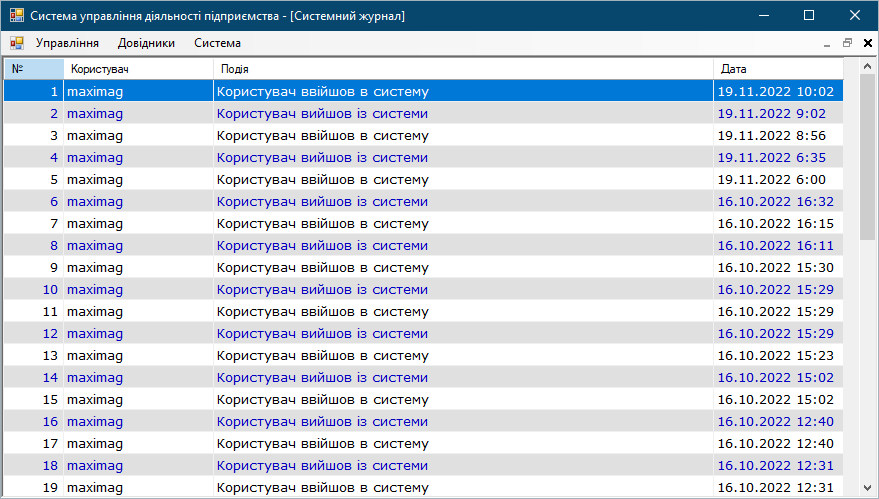 Система управління діяльності підприємства - [Системний журнал]
Управління Довідники Система
№ Користувач Подія Дата
1 maximag Користувач ввійшов в систему 19.11.2022 10:02
2 maximag Користувач вийшов із системи 19.11.2022 9:02
3 maximag Користувач ввійшов в систему 19.11.2022 8:56
4 maximag Користувач вийшов із системи 19.11.2022 6:35
5 maximag Користувач ввійшов в систему 19.11.2022 6:00
6 maximag Користувач вийшов із системи 16.10.2022 16:32
7 maximag Користувач ввійшов в систему 16.10.2022 16:15
8 maximag Користувач вийшов із системи 16.10.2022 16:11
9 maximag Користувач ввійшов в систему 16.10.2022 15:30
10 maximag Користувач вийшов із системи 16.10.2022 15:29
11 maximag Користувач ввійшов в систему 16.10.2022 15:29
12 maximag Користувач вийшов із системи 16.10.2022 15:29
13 maximag Користувач ввійшов в систему 16.10.2022 15:23
14 maximag Користувач вийшов із системи 16.10.2022 15:02
15 maximag Користувач ввійшов в систему 16.10.2022 15:02
16 maximag Користувач вийшов із системи 16.10.2022 12:40
17 maximag Користувач ввійшов в систему 16.10.2022 12:40
18 maximag Користувач вийшов із системи 16.10.2022 12:31
19 maximag Користувач ввійшов в систему 16.10.2022 12:31